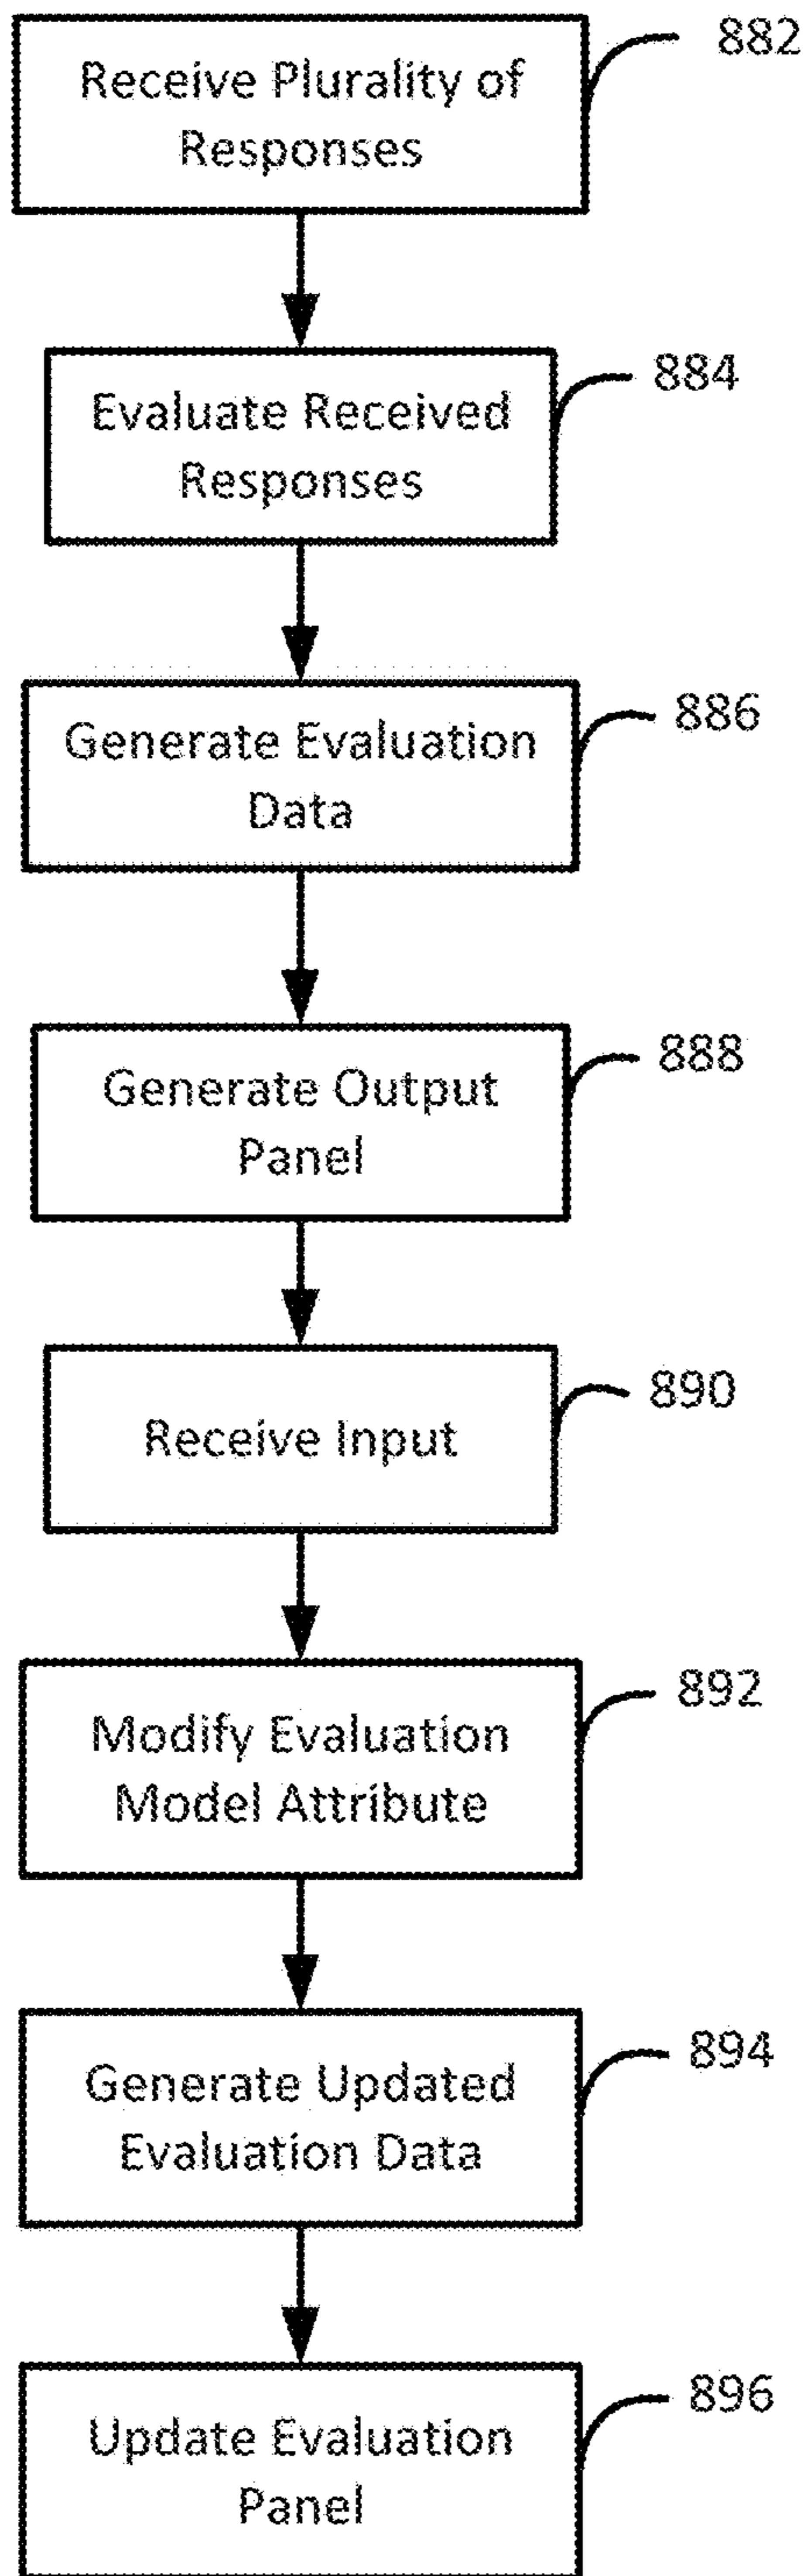 882
Receive Plurality of
Responses
884
Evaluate Received
Responses
886
Generate Evaluation
Data
888
Generate Output
Panel
890
Receive Input
892
Modify Evaluation
Model Attribute
894
Generate Updated
Evaluation Data
896
Update Evaluation
Panel